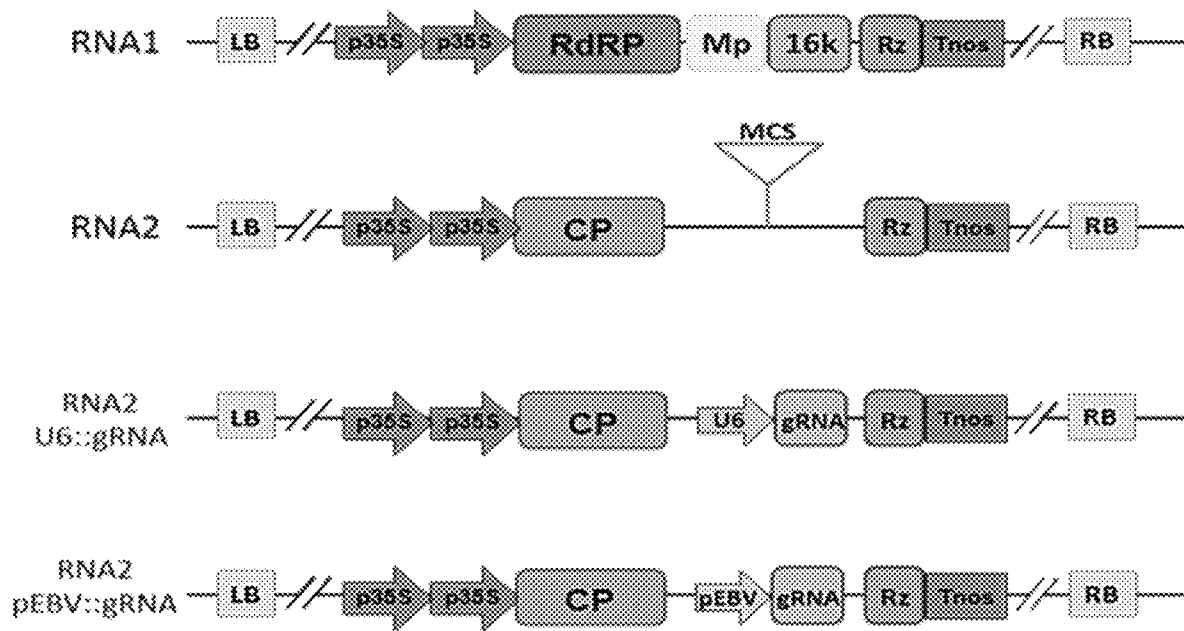 RNA1 LB p35S p35S RdRP Mp 16k Rz Tnos RB
MCS
RNA2 LB p35S p35S CP Rz Tnos RB
RNA2
U6::gRNA LB p35S p35S CP U6 gRNA Rz Tnos RB
RNA2
pEBV::gRNA LB p35S p35S CP pEBV gRNA Rz Tnos RB